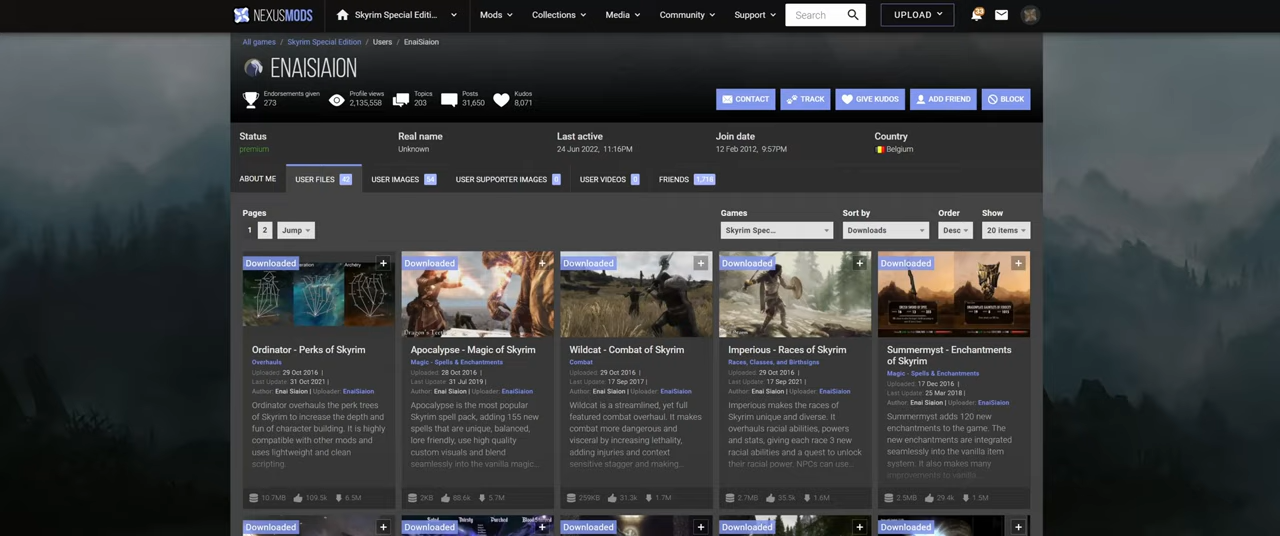 NEXUSMODS
Skyrim Special Editi...
Mods
Collections
Media
Community
Support
Search
UPLOAD
33
All games / Skyrim Special Edition / Users / EnaiSiaion
ENAISIAION
Endorsements given
273
Profile views
2,135,558
Topics
203
Posts
31,650
Kudos
8,071
CONTACT
TRACK
GIVE KUDOS
ADD FRIEND
BLOCK
Status
premium
Real name
Unknown
Last active
24 Jun 2022, 11:16PM
Join date
12 Feb 2012, 9:57PM
Country
Belgium
ABOUT ME
USER FILES 42
USER IMAGES 54
USER SUPPORTER IMAGES 0
USER VIDEOS 0
FRIENDS 1,716
Pages
1 2 Jump
Games
Skyrim Spec...
Sort by
Downloads
Order
Desc
Show
20 items
Downloaded
Archery
Ordinator - Perks of Skyrim
Overhauls
Uploaded: 29 Oct 2016 |
Last Update: 31 Oct 2021 |
Author: Enai Siaion | Uploader: EnaiSiaion
Ordinator overhauls the perk trees
of Skyrim to increase the depth and
fun of character building. It is highly
compatible with other mods and
uses lightweight and clean
scripting
10.7MB 109.5k 6.5M
Downloaded
Dragon's Teeth
Apocalypse - Magic of Skyrim
Magic - Spells & Enchantments
Uploaded: 28 Oct 2016 |
Last Update: 31 Jul 2019 |
Author: Enai Siaion | Uploader: EnaiSiaion
Apocalypse is the most popular
Skyrim spell pack, adding 155 new
spells that are unique, balanced,
lore friendly, use high quality
custom visuals and blend
seamlessly into the vanilla magic...
2KB 68.6k 5.7M
Downloaded
Wildcat - Combat of Skyrim
Combat
Uploaded: 29 Oct 2016 |
Last Update: 17 Sep 2017 |
Author: Enai Siaion | Uploader: EnaiSiaion
Wildcat is a streamlined, yet full
featured combat overhaul. It makes
combat more dangerous and
visceral by increasing lethality,
adding injuries and context
sensitive stagger and making...
259KB 31.3k 1.7M
Downloaded
Imperious - Races of Skyrim
Races, Classes, and Birthsigns
Uploaded: 29 Oct 2016 |
Last Update: 17 Sep 2021 |
Author: Enai Siaion | Uploader: EnaiSiaion
Imperious makes the races of
Skyrim unique and diverse. It
overhauls racial abilities, powers
and stats, giving each race 3 new
racial abilities and a quest to unlock
their racial power. NPCs can use...
2.7MB 35.5k 1.6M
Downloaded
Summermyst - Enchantments
of Skyrim
Magic - Spells & Enchantments
Uploaded: 17 Dec 2016 |
Last Update: 25 Mar 2018 |
Author: Enai Siaion | Uploader: EnaiSiaion
Summermyst adds 120 new
enchantments to the game. The
new enchantments are integrated
seamlessly into the vanilla item
system. It also makes many
improvements to vanilla...
2.5MB 29.4k 1.5M
Downloaded
Downloaded
Downloaded
Downloaded
Downloaded